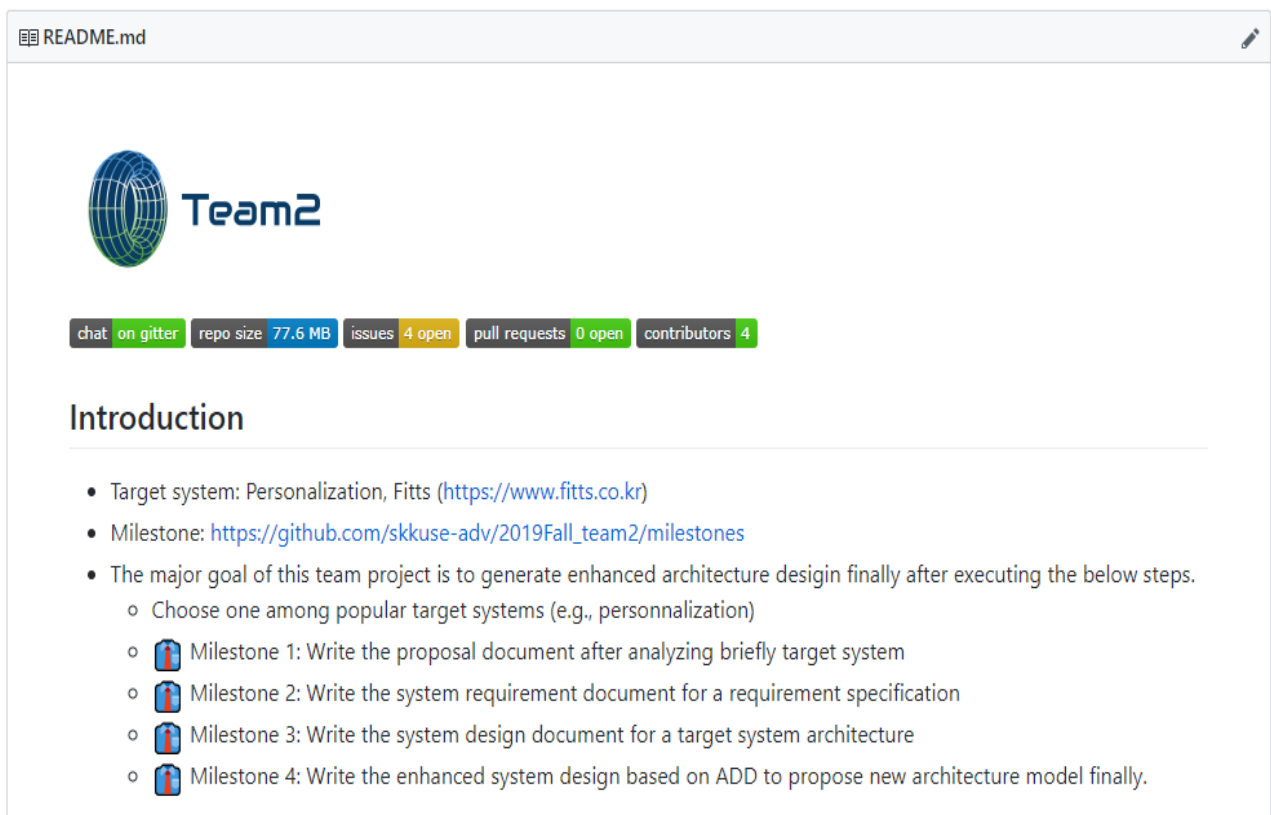 README.md
Team2
chat on gitter repo size 77.6 MB issues 4 open pull requests 0 open contributors 4
Introduction
Target system: Personalization, Fitts (https://www.fitts.co.kr)
Milestone: https://github.com/skkuse-adv/2019Fall_team2/milestones
The major goal of this team project is to generate enhanced architecture desigin finally after executing the below steps.
Choose one among popular target systems (e.g., personnalization)
Milestone 1: Write the proposal document after analyzing briefly target system
Milestone 2: Write the system requirement document for a requirement specification
Milestone 3: Write the system design document for a target system architecture
Milestone 4: Write the enhanced system design based on ADD to propose new architecture model finally.